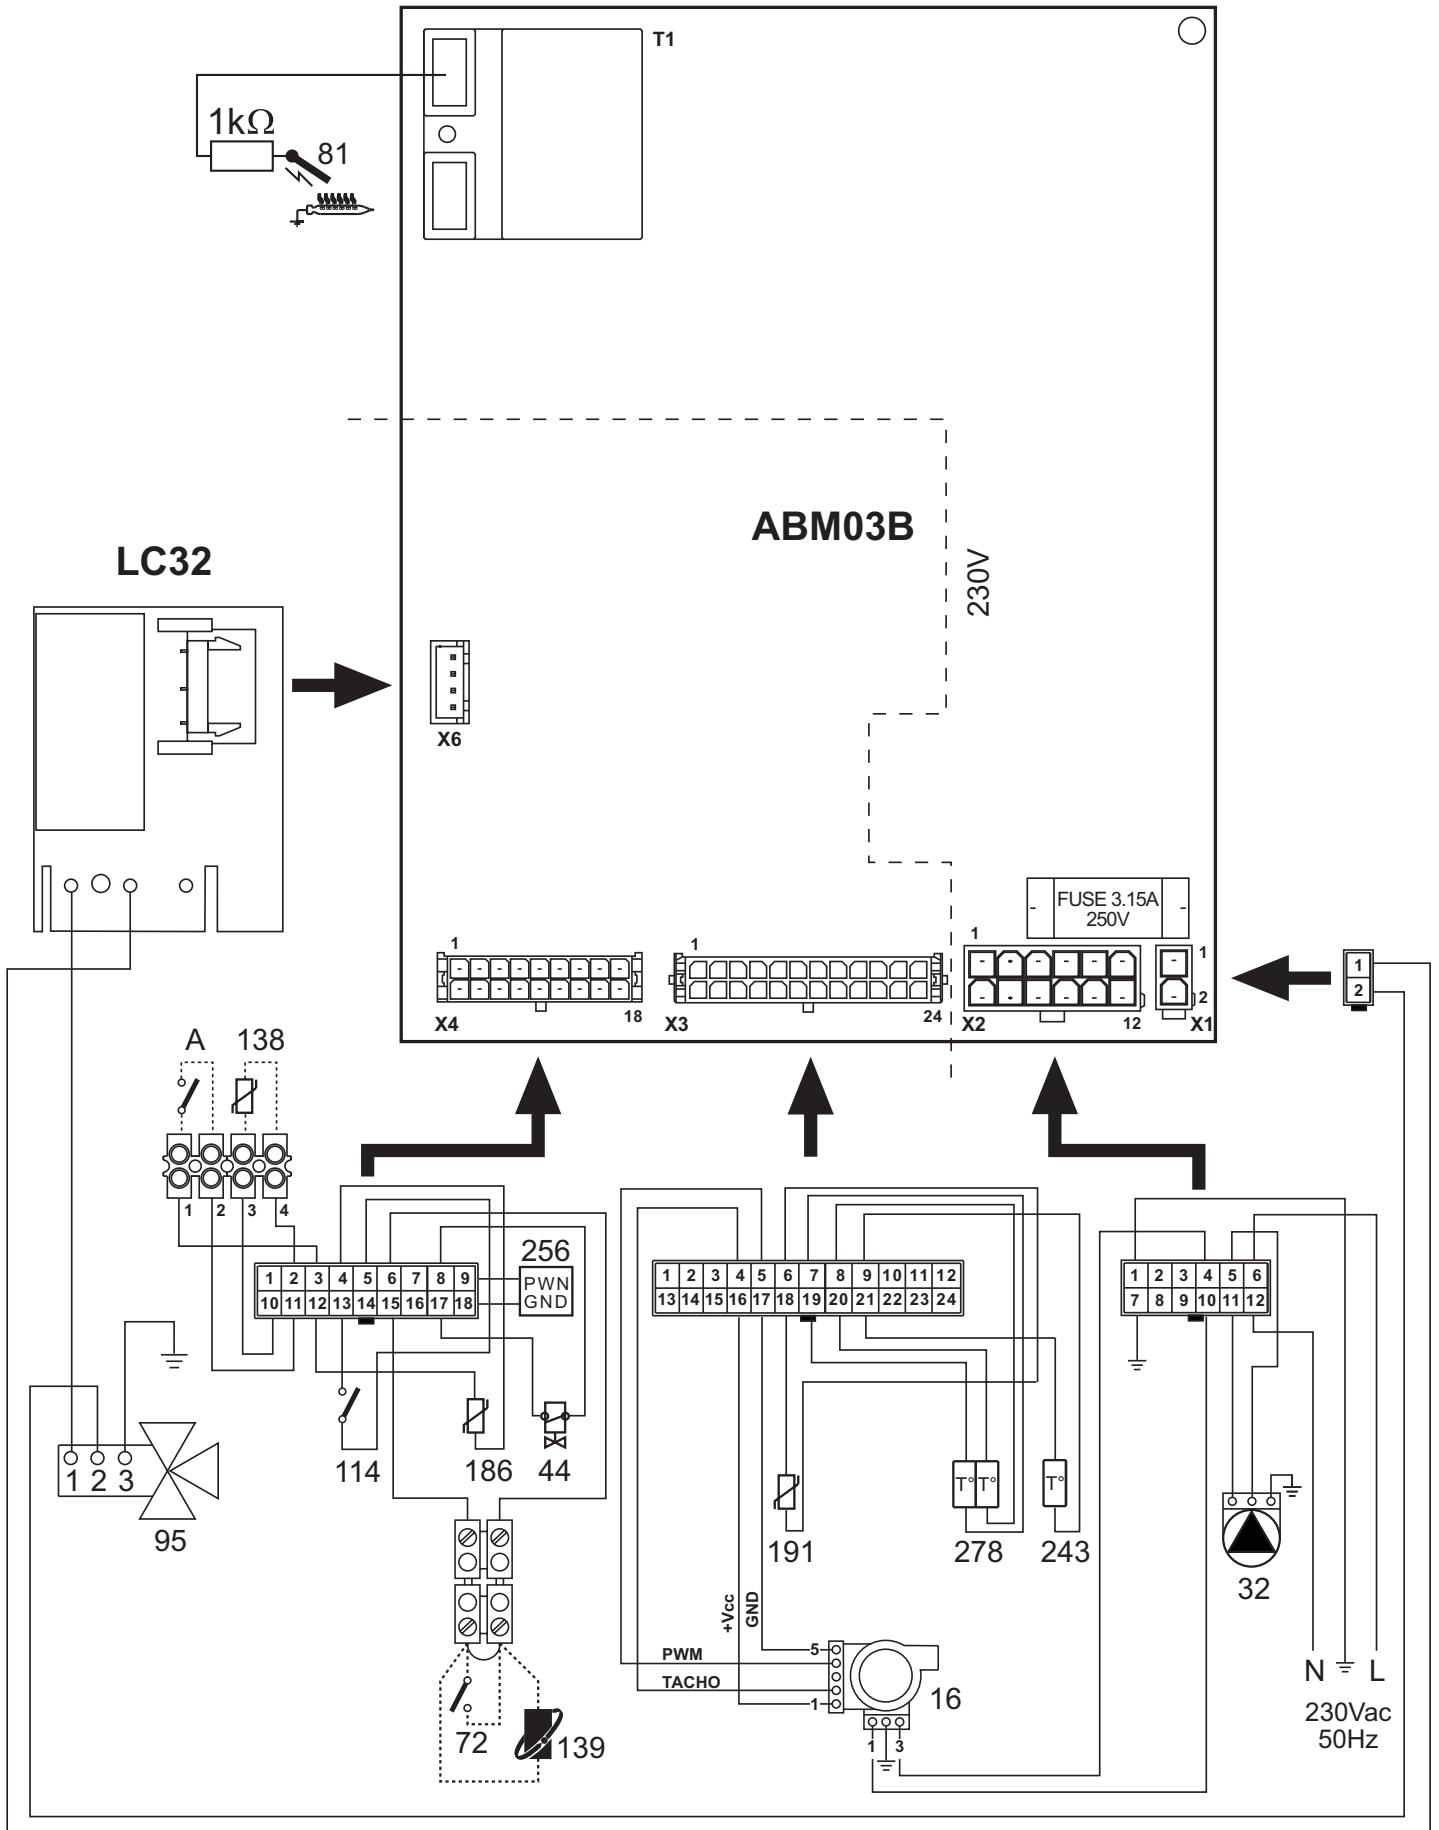 T1
1kΩ
81
ABM03B
230V
LC32
X6
FUSE 3.15A
250V
1
1
1
1
2
X4
18
X3
24
X2
12
X1
1
2
A
138
1
2
3
4
1 2 3 4 5 6 7 8 9
10 11 12 13 14 15 16 17 18
256
PWN
GND
1 2 3 4 5 6 7 8 9 10 11 12
13 14 15 16 17 18 19 20 21 22 23 24
1 2 3 4 5 6
7 8 9 10 11 12
1 2 3
95
114
186
44
191
T° T°
278
T°
243
32
+Vcc
GND
PWM
TACHO
5
1
16
1 3
N L
230Vac
50Hz
72
139